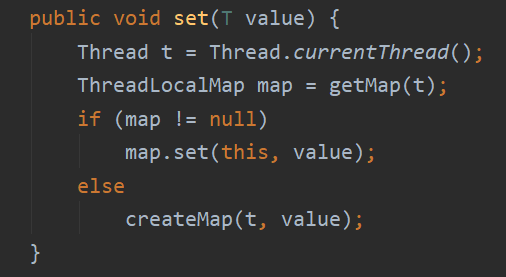 public void set(T value) {
Thread t = Thread.currentThread();
ThreadLocalMap map = getMap(t);
if (map != null)
map.set(this, value);
else
createMap(t, value);
}